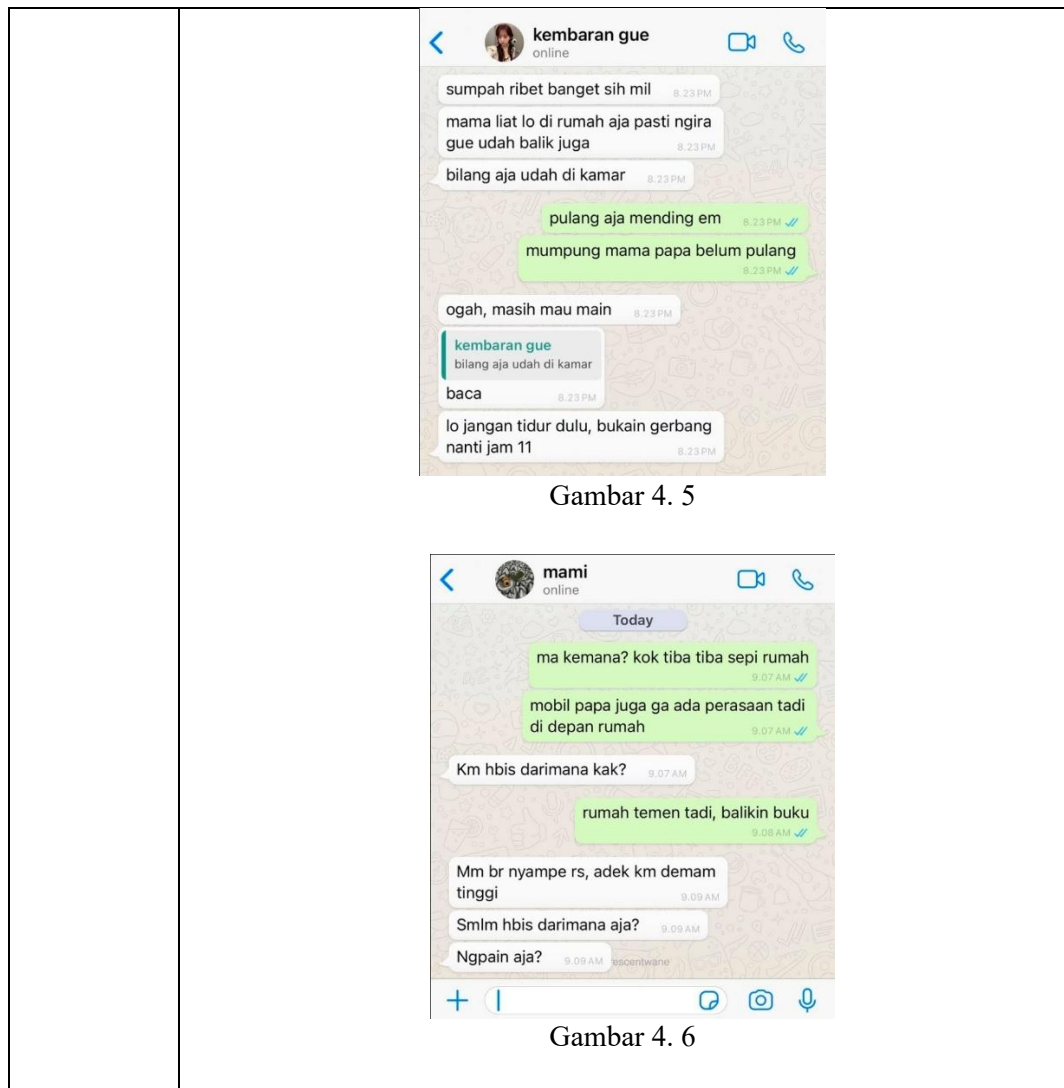 kembaran gue
online
sumpah ribet banget sih mil 8.23 PM
mama liat lo di rumah aja pasti ngira
gue udah balik juga 8.23 PM
bilang aja udah di kamar 8.23 PM
pulang aja mending em 8.23 PM
mumpung mama papa belum pulang
8.23 PM
ogah, masih mau main 8.23 PM
kembaran gue
bilang aja udah di kamar
baca 8.23 PM
lo jangan tidur dulu, bukain gerbang
nanti jam 11 8.23 PM
Gambar 4. 5
mami
online
Today
ma kemana? kok tiba tiba sepi rumah
9.07 AM
mobil papa juga ga ada perasaan tadi
di depan rumah 9.07 AM
Km hbis darimana kak? 9.07 AM
rumah temen tadi, balikin buku
9.08 AM
Mm br nyampe rs, adek km demam
tinggi 9.09 AM
Smlm hbis darimana aja? 9.09 AM
Ngpain aja? 9.09 AM escentwane
Gambar 4. 6